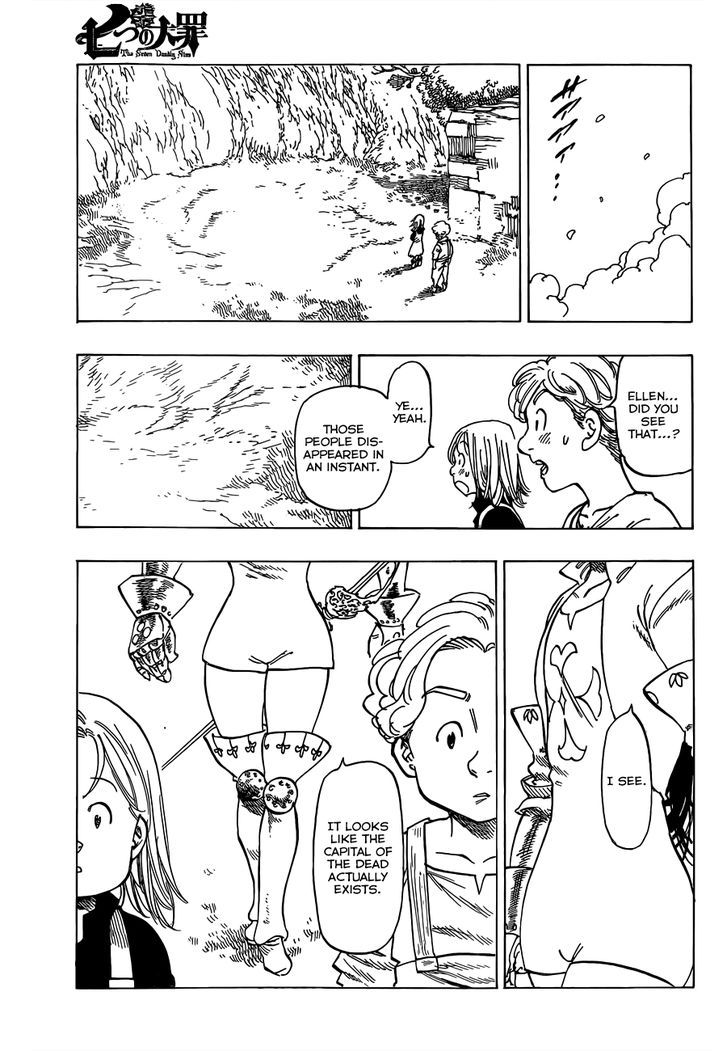 七つの大罪
The Seven Deadly Sins
ザアァァ…
ELLEN...
DID YOU
SEE
THAT...?
YE...
YEAH.
THOSE
PEOPLE DIS-
APPEARED IN
AN INSTANT.
I SEE.
IT LOOKS
LIKE THE
CAPITAL OF
THE DEAD
ACTUALLY
EXISTS.